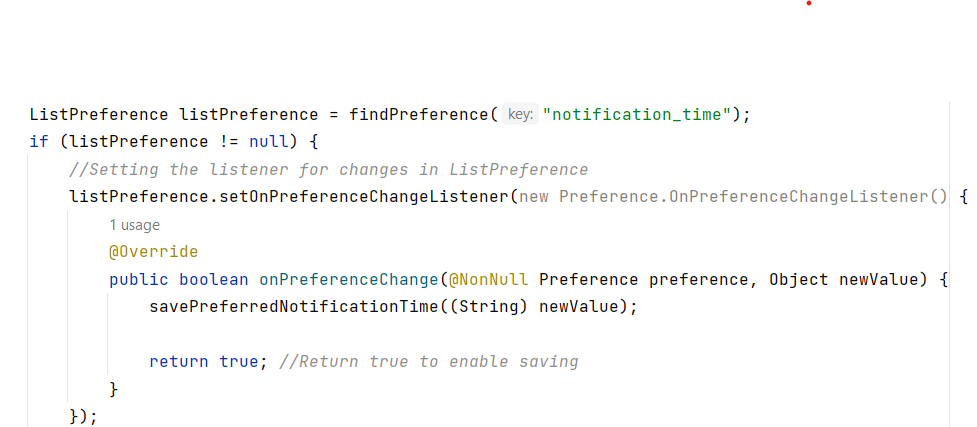 ListPreference listPreference = findPreference( key: "notification_time");
if (listPreference != null) {
//Setting the listener for changes in ListPreference
listPreference.setOnPreferenceChangeListener(new Preference.OnPreferenceChangeListener() {
1 usage
@Override
public boolean onPreferenceChange(@NonNull Preference preference, Object newValue) {
savePreferredNotificationTime((String) newValue);
return true; //Return true to enable saving
}
});